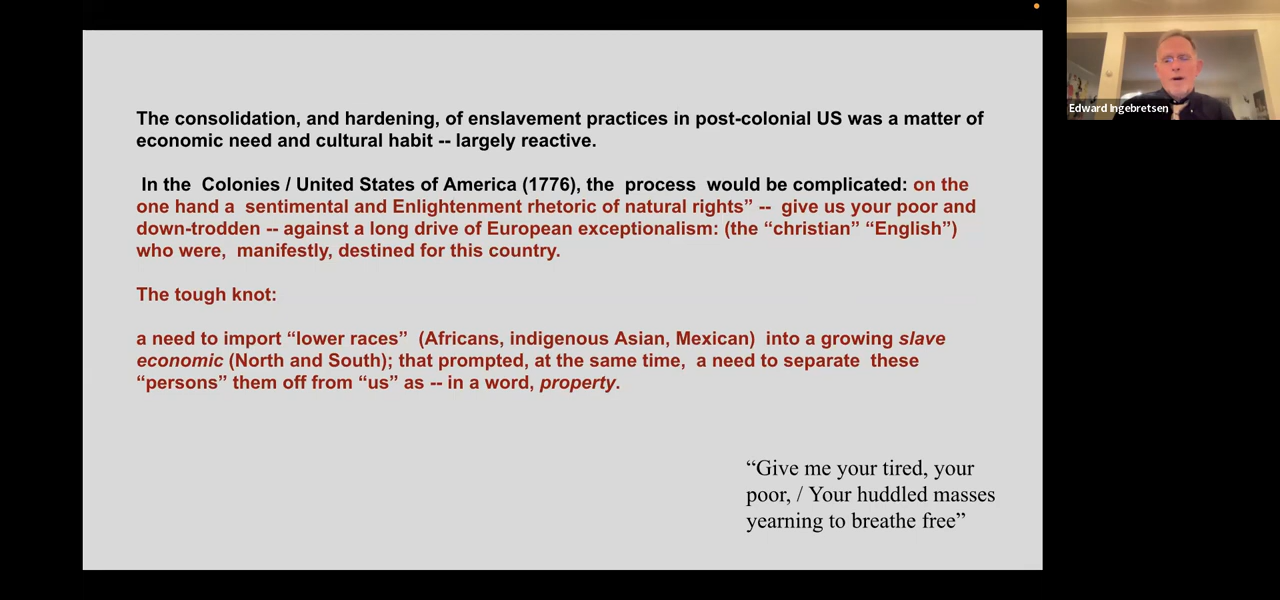 The consolidation, and hardening, of enslavement practices in post-colonial US was a matter of
economic need and cultural habit -- largely reactive.
In the Colonies / United States of America (1776), the process would be complicated: on the
one hand a sentimental and Enlightenment rhetoric of natural rights” -- give us your poor and
down-trodden -- against a long drive of European exceptionalism: (the “christian” “English”)
who were, manifestly, destined for this country.
The tough knot:
a need to import “lower races” (Africans, indigenous Asian, Mexican) into a growing slave
economic (North and South); that prompted, at the same time, a need to separate these
“persons” them off from “us” as -- in a word, property.
“Give me your tired, your
poor, / Your huddled masses
yearning to breathe free”
Edward Ingebretsen